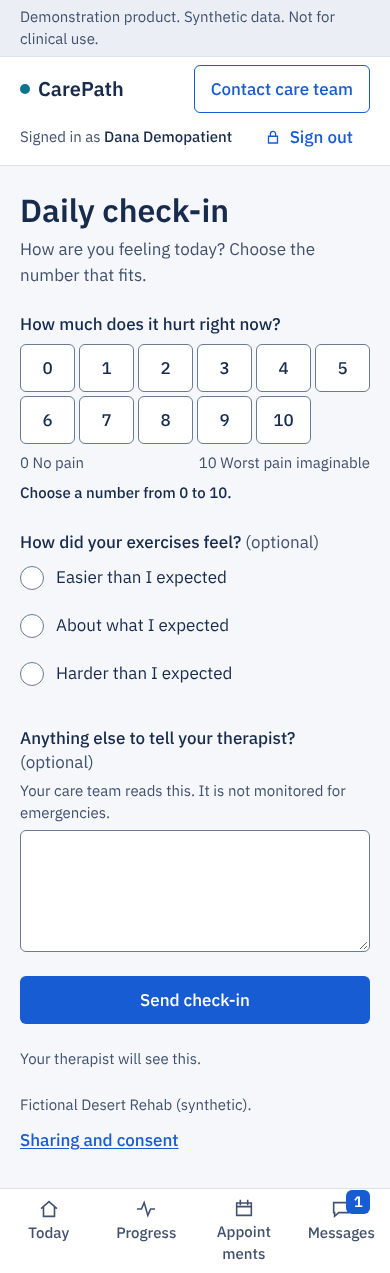 Demonstration product. Synthetic data. Not for
clinical use.
CarePath
Contact care team
Signed in as Dana Demopatient
Sign out
Daily check-in
How are you feeling today? Choose the
number that fits.
How much does it hurt right now?
0 1 2 3 4 5
6 7 8 9 10
0 No pain
10 Worst pain imaginable
Choose a number from 0 to 10.
How did your exercises feel? (optional)
Easier than I expected
About what I expected
Harder than I expected
Anything else to tell your therapist?
(optional)
Your care team reads this. It is not monitored for
emergencies.
Send check-in
Your therapist will see this.
Fictional Desert Rehab (synthetic).
Sharing and consent
1
Today
Progress
Appoint
ments
Messages